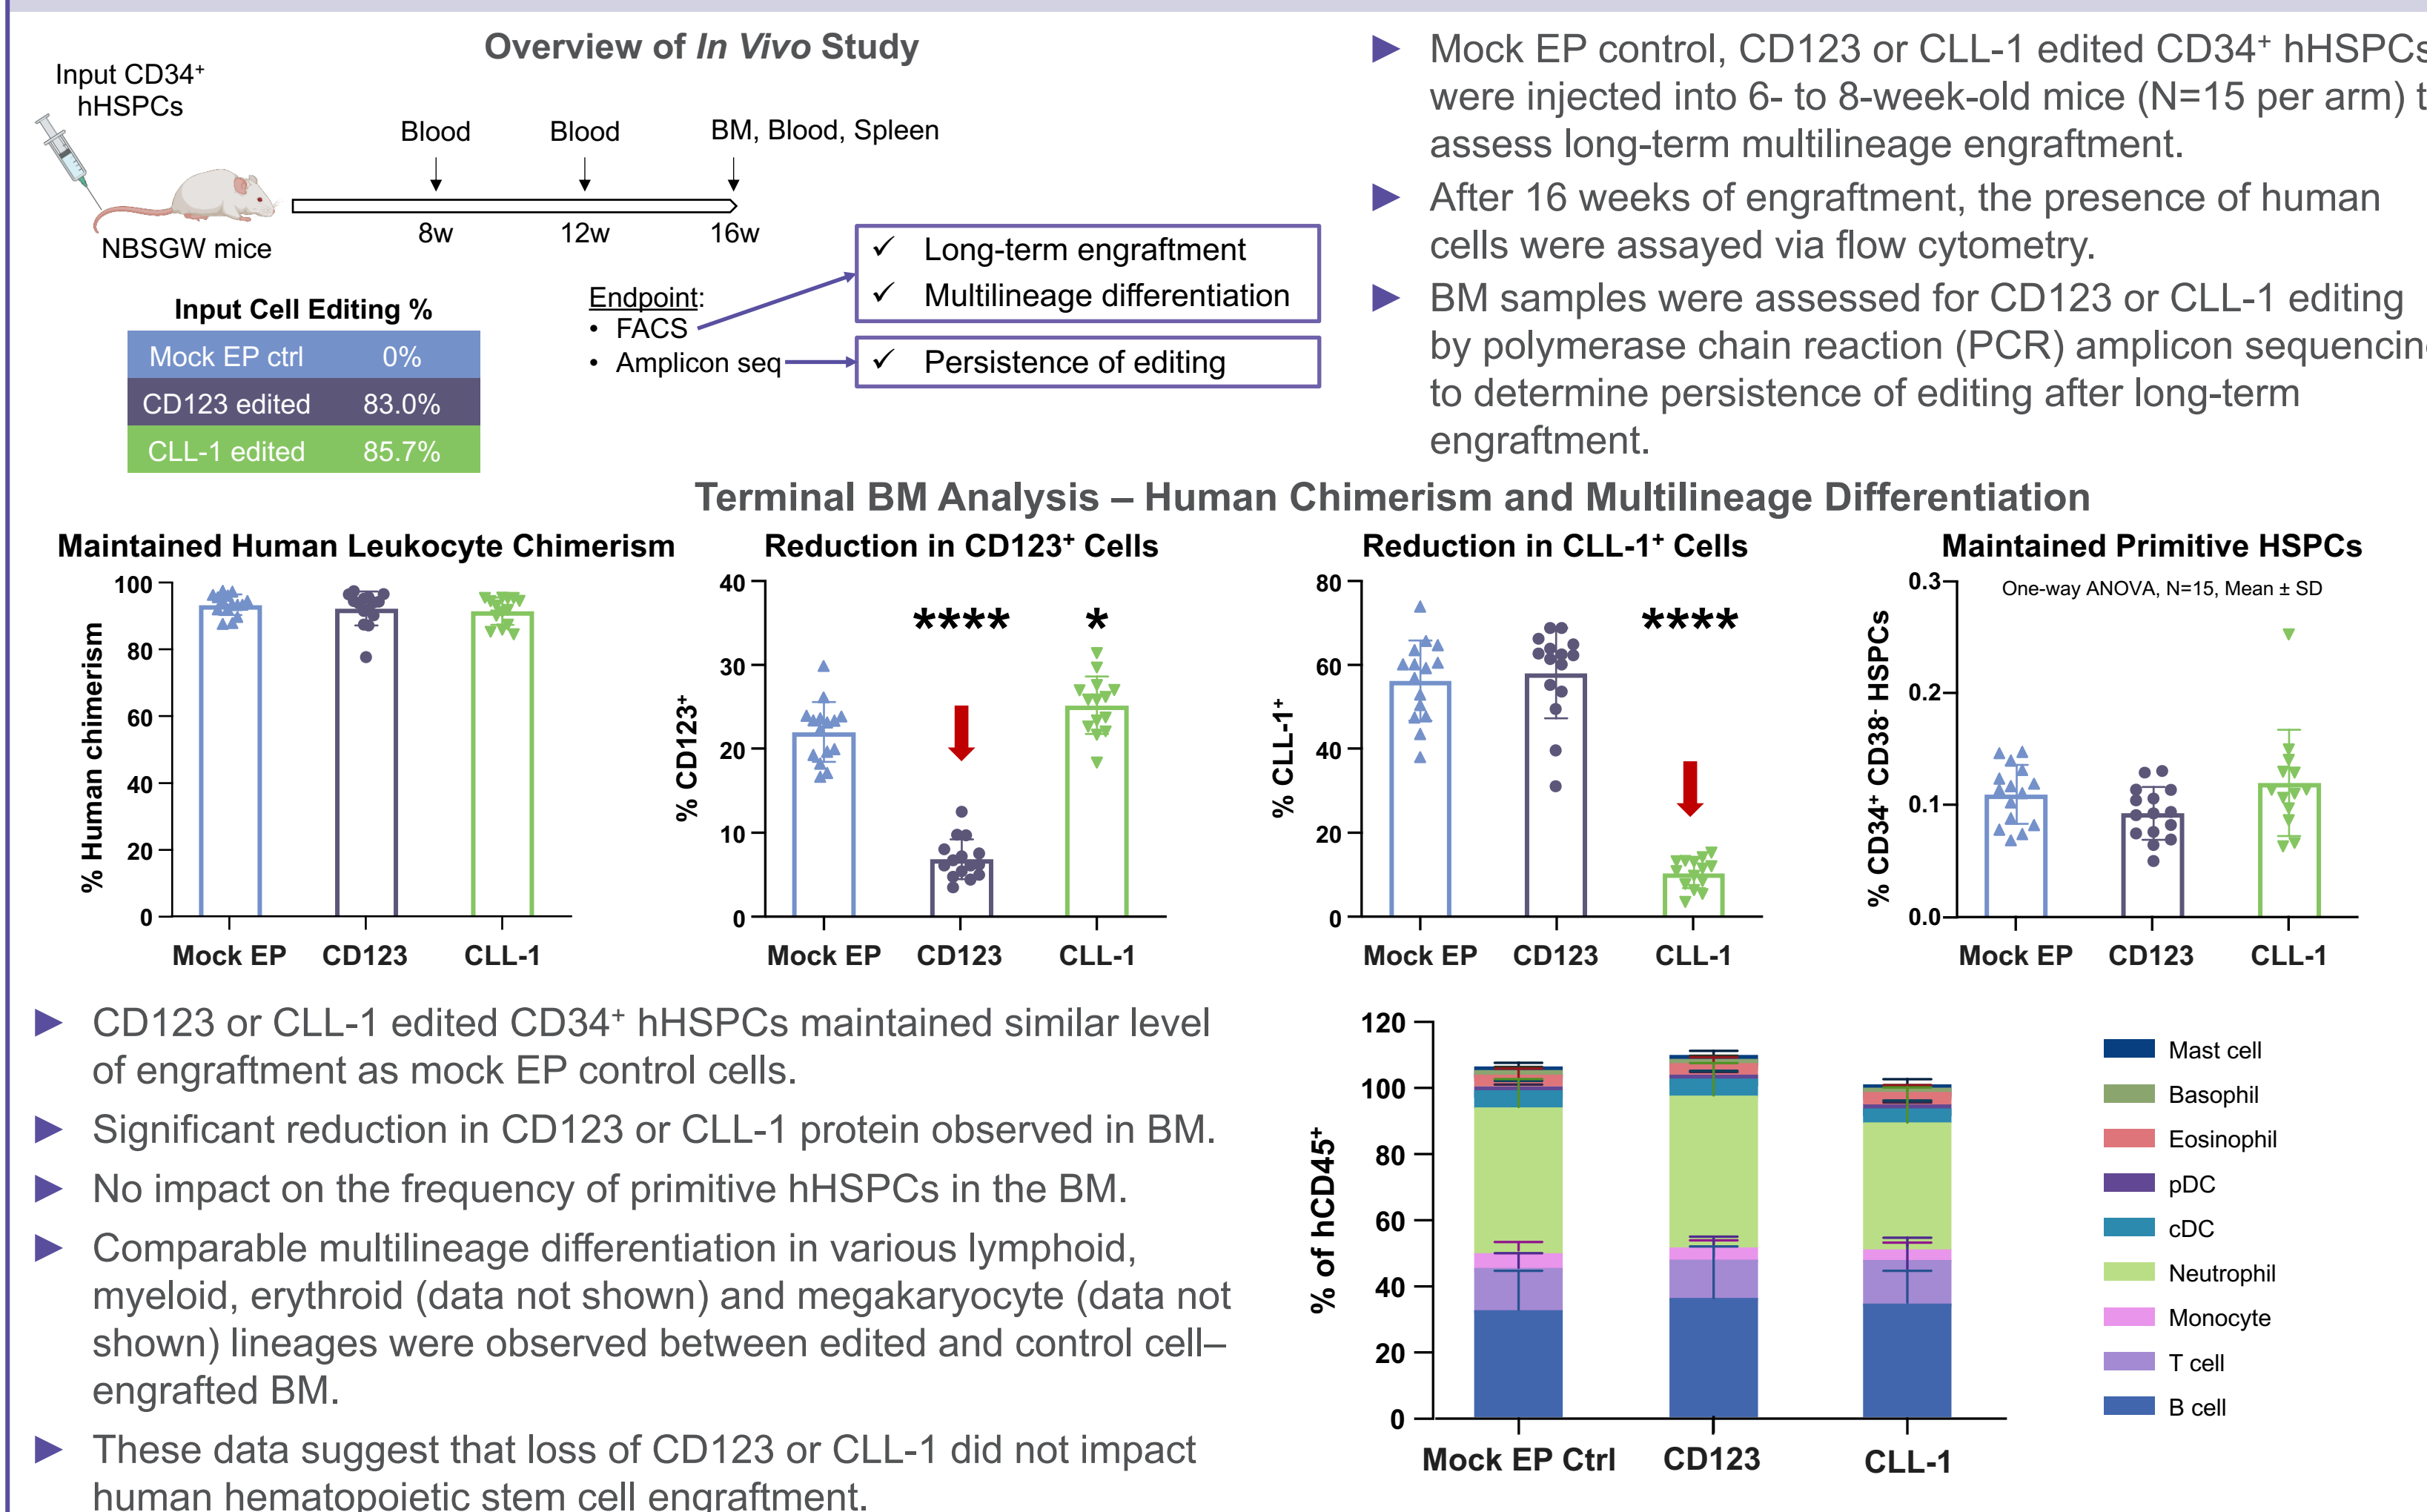 Overview of In Vivo Study
Input CD34+
hHSPCs
NBSGW mice
Blood
Blood
BM, Blood, Spleen
8w
12w
16w
Input Cell Editing %
Mock EP ctrl 0%
CD123 edited 83.0%
CLL-1 edited 85.7%
Endpoint:
• FACS
• Amplicon seq
✓ Long-term engraftment
✓ Multilineage differentiation
✓ Persistence of editing
► Mock EP control, CD123 or CLL-1 edited CD34+ hHSPCs
were injected into 6- to 8-week-old mice (N=15 per arm)
assess long-term multilineage engraftment.
► After 16 weeks of engraftment, the presence of human
cells were assayed via flow cytometry.
► BM samples were assessed for CD123 or CLL-1 editing
by polymerase chain reaction (PCR) amplicon
to determine persistence of editing after long-term
engraftment.
Terminal BM Analysis – Human Chimerism and Multilineage Differentiation
Maintained Human Leukocyte Chimerism
% Human chimerism
100
80
60
40
20
0
Mock EP CD123 CLL-1
Reduction in CD123+ Cells
% CD123+
40
30
20
10
0
**** *
Mock EP CD123 CLL-1
Reduction in CLL-1+ Cells
% CLL-1+
80
60
40
20
0
****
Mock EP CD123 CLL-1
Maintained Primitive HSPCs
One-way ANOVA, N=15, Mean ± SD
% CD34+ CD38- HSPCs
0.3
0.2
0.1
0.0
Mock EP CD123 CLL-1
► CD123 or CLL-1 edited CD34+ hHSPCs maintained similar level
of engraftment as mock EP control cells.
► Significant reduction in CD123 or CLL-1 protein observed in BM.
► No impact on the frequency of primitive hHSPCs in the BM.
► Comparable multilineage differentiation in various lymphoid,
myeloid, erythroid (data not shown) and megakaryocyte (data not
shown) lineages were observed between edited and control cell–
engrafted BM.
► These data suggest that loss of CD123 or CLL-1 did not impact
human hematopoietic stem cell engraftment.
% of hCD45+
120
100
80
60
40
20
0
Mock EP Ctrl CD123 CLL-1
Mast cell
Basophil
Eosinophil
pDC
cDC
Neutrophil
Monocyte
T cell
B cell